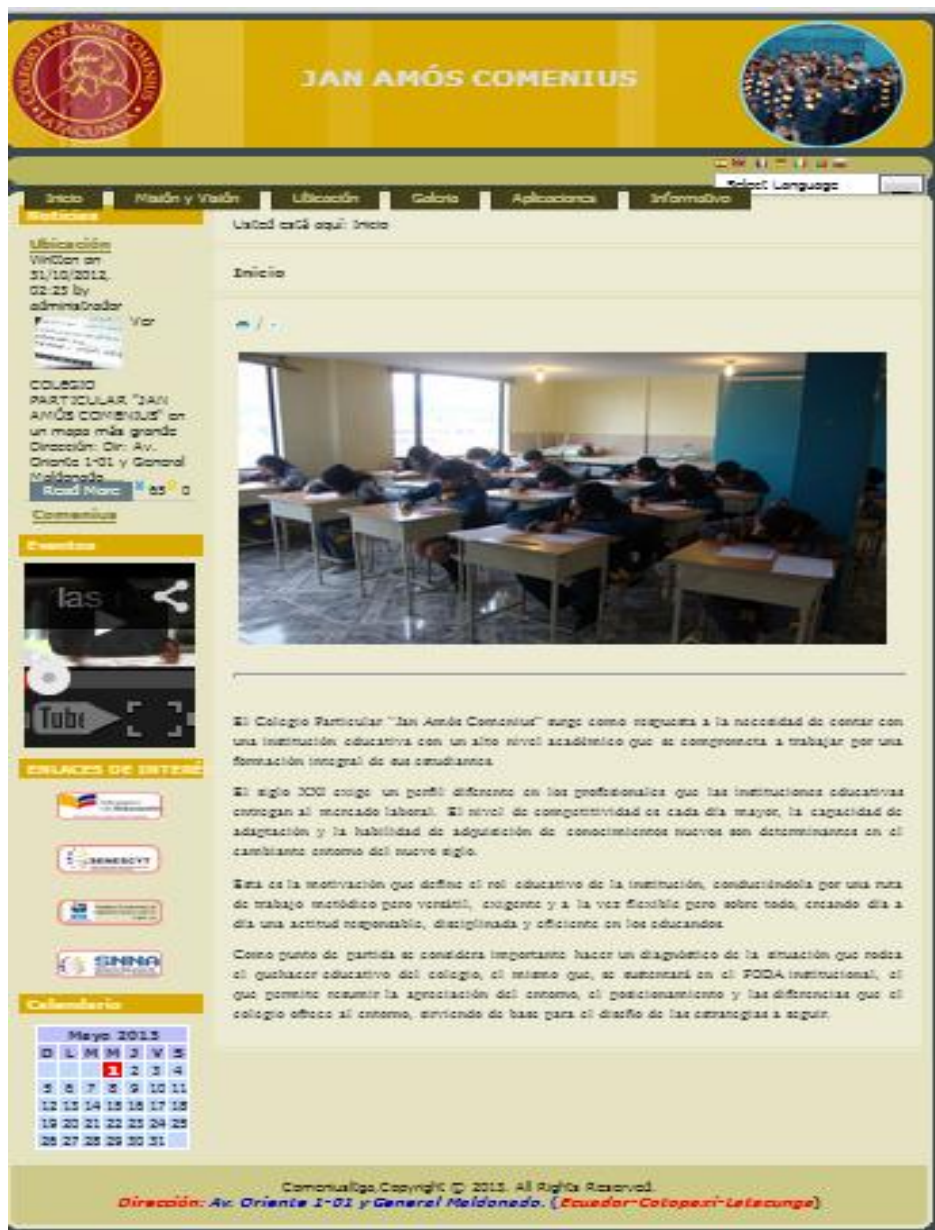 COLEGIO JAN AMOS COMENIUS
LATACUNGA
JAN AMÓS COMENIUS
Select Language
Inicio Misión y Visión Ubicación Galeria Aplicaciones Informativo
Noticias
Ubicación
Written on
31/10/2012,
02:25 by
administrador
Ver
COLEGIO
PARTICULAR "JAN
AMÓS COMENIUS" en
un mapa más grande
Dirección: Dir: Av.
Oriente 1-01 y General
Maldonado
Read More 65 0
Comenius
Eventos
las
Tube
ENLACES DE INTERÉ
SENESCYT
SNNA
Calendario
Mayo 2013
D L M M J V S
1 2 3 4
5 6 7 8 9 10 11
12 13 14 15 16 17 18
19 20 21 22 23 24 25
26 27 28 29 30 31
Usted está aquí: Inicio
Inicio
/
El Colegio Particular "Jan Amós Comenius" surge como respuesta a la necesidad de contar con
una institución educativa con un alto nivel académico que se comprometa a trabajar por una
formación integral de sus estudiantes
El siglo XXI exige un perfil diferente en los profesionales que las instituciones educativas
entregan al mercado laboral. El nivel de competitividad es cada día mayor, la capacidad de
adaptación y la habilidad de adquisición de conocimientos nuevos son determinantes en el
cambiante entorno del nuevo siglo.
Esta es la motivación que define el rol educativo de la institución, conduciéndola por una ruta
de trabajo metódico pero versátil, exigente y a la vez flexible pero sobre todo, creando día a
día una actitud responsable, disciplinada y eficiente en los educandos
Como punto de partida se considera importante hacer un diagnóstico de la situación que rodea
el quehacer educativo del colegio, el mismo que, se sustentará en el FODA institucional, el
que permite resumir la apreciación del entorno, el posicionamiento y las diferencias que el
colegio ofrece al entorno, sirviendo de base para el diseño de las estrategias a seguir.
Copyright © 2013. All Rights Reserved.
Dirección: Av. Oriente 1-01 y General Maldonado. (Ecuador-Cotopaxi-Latacunga)